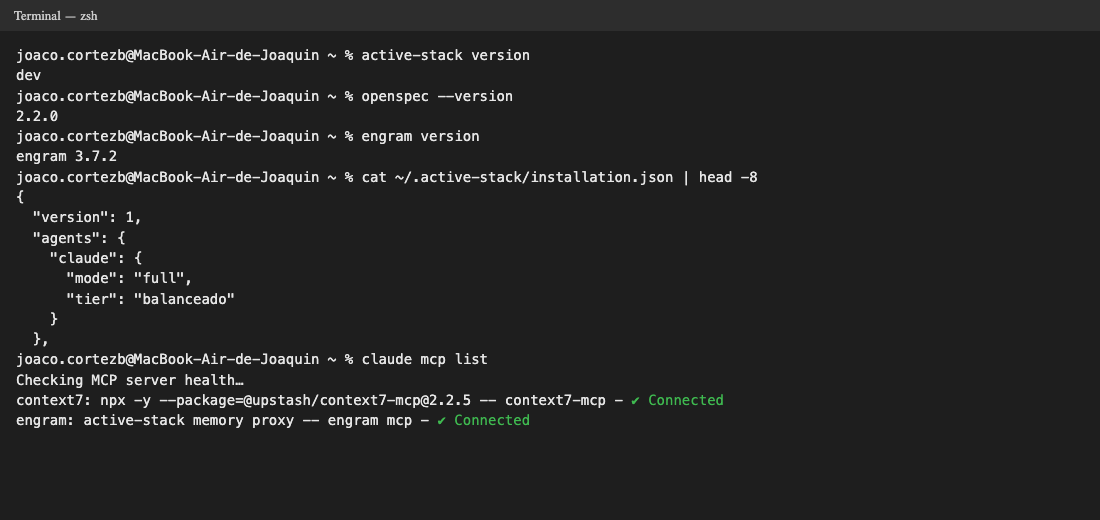 Terminal — zsh
joaco.cortezb@MacBook-Air-de-Joaquin ~ % active-stack version
dev
joaco.cortezb@MacBook-Air-de-Joaquin ~ % openspec --version
2.2.0
joaco.cortezb@MacBook-Air-de-Joaquin ~ % engram version
engram 3.7.2
joaco.cortezb@MacBook-Air-de-Joaquin ~ % cat ~/.active-stack/installation.json | head -8
{
  "version": 1,
  "agents": {
    "claude": {
      "mode": "full",
      "tier": "balanceado"
    }
  },
joaco.cortezb@MacBook-Air-de-Joaquin ~ % claude mcp list
Checking MCP server health…
context7: npx -y --package=@upstash/context7-mcp@2.2.5 -- context7-mcp - ✔ Connected
engram: active-stack memory proxy -- engram mcp - ✔ Connected